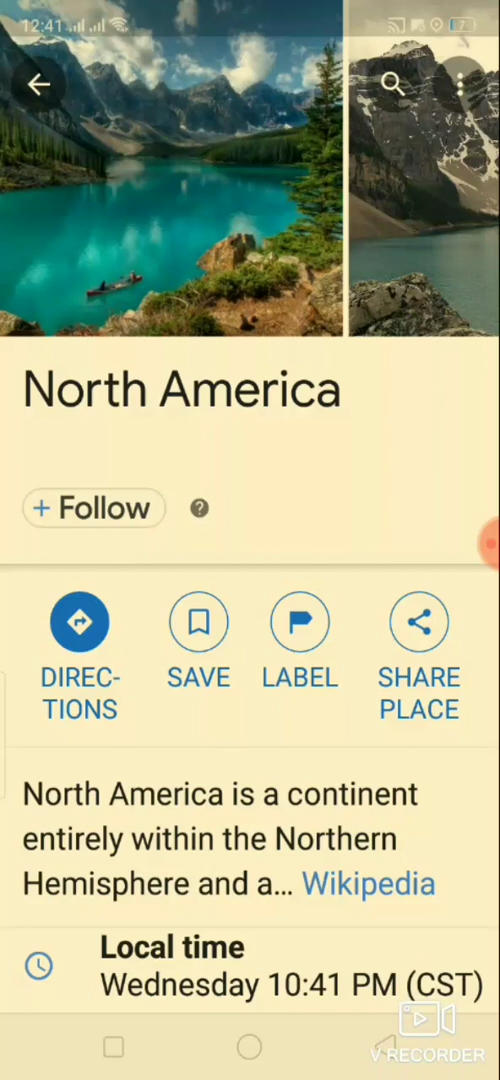 12:41
7
North America
+ Follow
?
DIREC-
TIONS
SAVE
LABEL
SHARE
PLACE
North America is a continent
entirely within the Northern
Hemisphere and a... Wikipedia
Local time
Wednesday 10:41 PM (CST)
V RECORDER